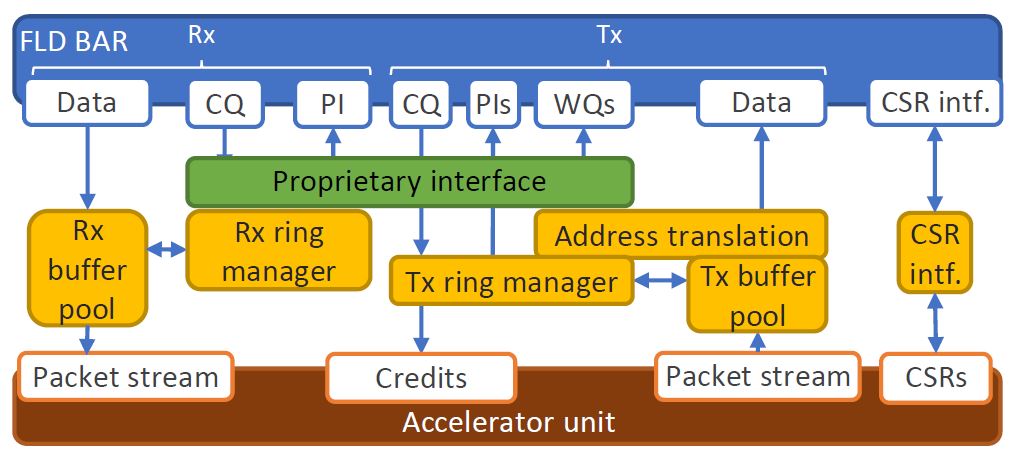 FLD BAR
Rx
Tx
Data
CQ
PI
CQ
PIs
WQs
Data
CSR intf.
Proprietary interface
Rx
buffer
pool
Rx ring
manager
Address translation
Tx ring manager
Tx buffer
pool
CSR
intf.
Packet stream
Credits
Packet stream
CSRs
Accelerator unit